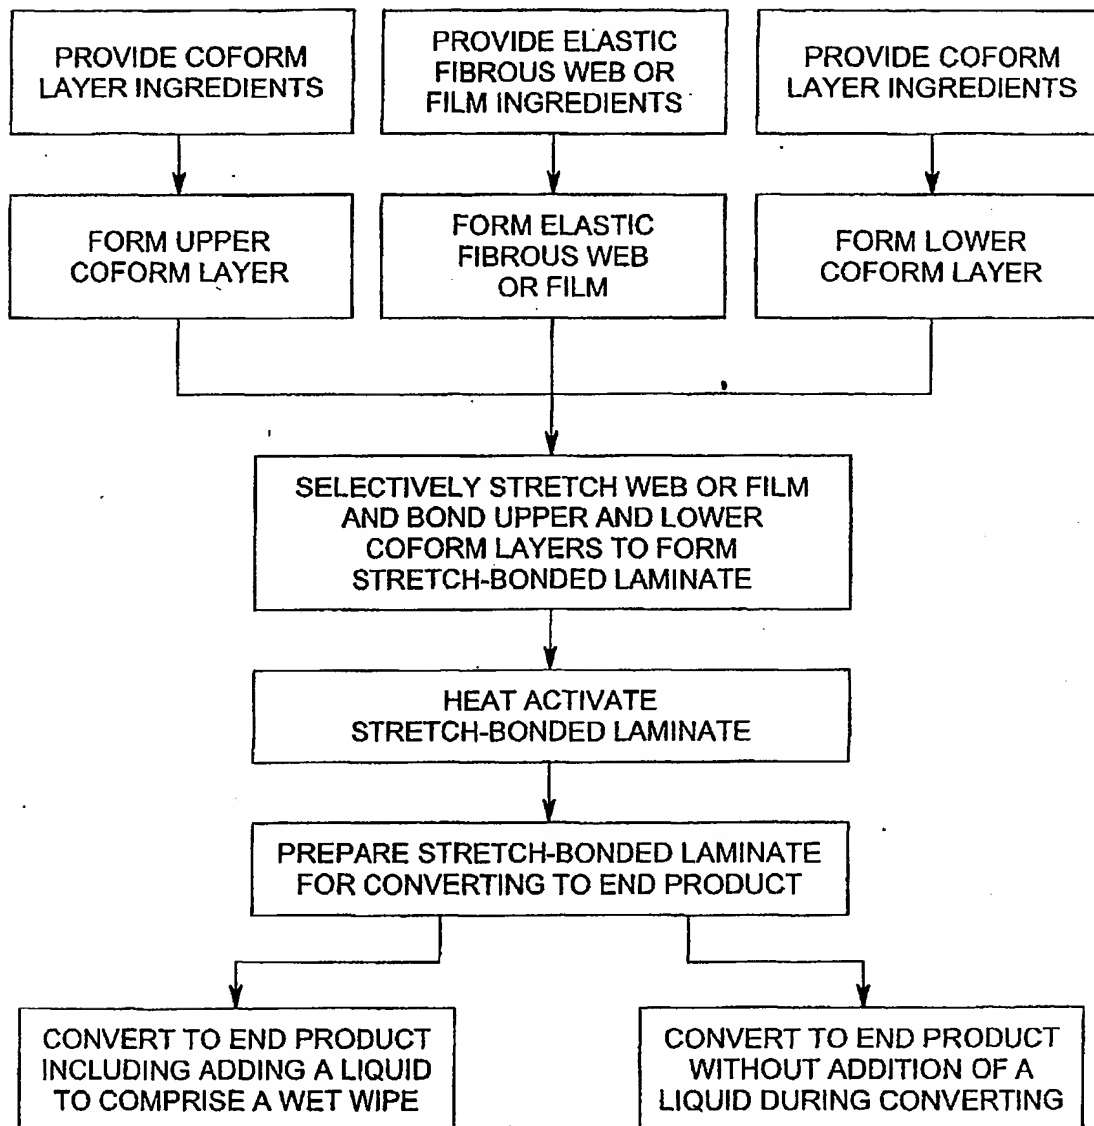 PROVIDE COFORM
LAYER INGREDIENTS
PROVIDE ELASTIC
FIBROUS WEB OR
FILM INGREDIENTS
PROVIDE COFORM
LAYER INGREDIENTS
FORM UPPER
COFORM LAYER
FORM ELASTIC
FIBROUS WEB
OR FILM
FORM LOWER
COFORM LAYER
SELECTIVELY STRETCH WEB OR FILM
AND BOND UPPER AND LOWER
COFORM LAYERS TO FORM
STRETCH-BONDED LAMINATE
HEAT ACTIVATE
STRETCH-BONDED LAMINATE
PREPARE STRETCH-BONDED LAMINATE
FOR CONVERTING TO END PRODUCT
CONVERT TO END PRODUCT
INCLUDING ADDING A LIQUID
TO COMPRISE A WET WIPE
CONVERT TO END PRODUCT
WITHOUT ADDITION OF A
LIQUID DURING CONVERTING